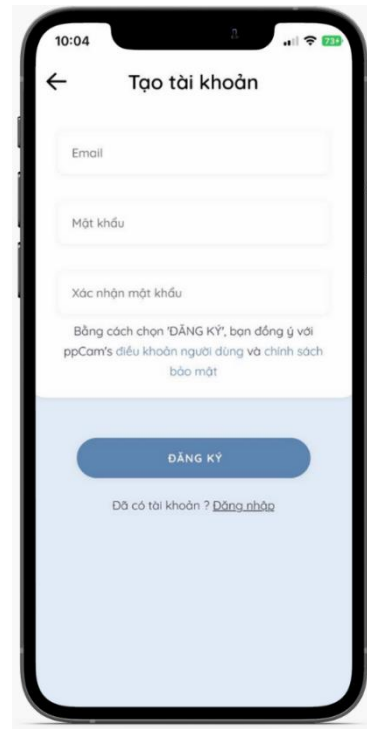 10:04
73+
Tạo tài khoản
Email
Mật khẩu
Xác nhận mật khẩu
Bằng cách chọn 'ĐĂNG KÝ', bạn đồng ý với
ppCam's điều khoản người dùng và chính sách
bảo mật
ĐĂNG KÝ
Đã có tài khoản ? Đăng nhập